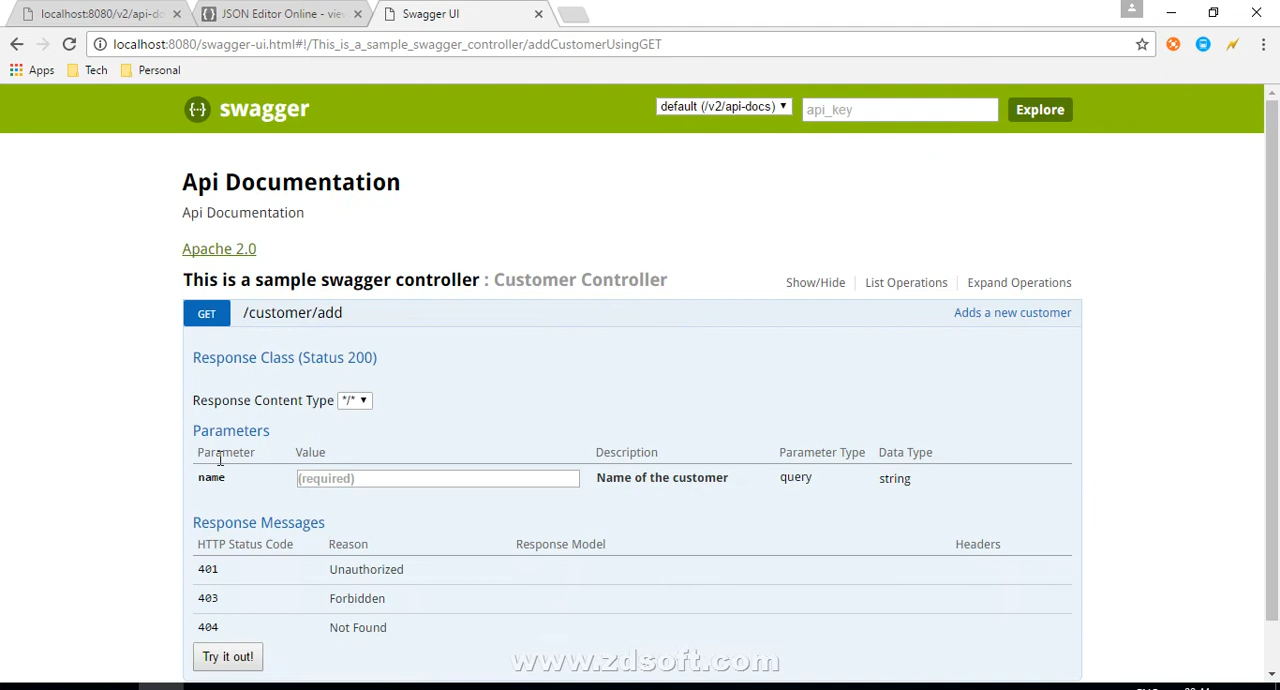 localhost:8080/v2/api-do
JSON Editor Online - vie
Swagger UI
localhost:8080/swagger-ui.html#!/This_is_a_sample_swagger_controller/addCustomerUsingGET
Apps Tech Personal
{···} swagger default (/v2/api-docs) api_key Explore
Api Documentation
Api Documentation
Apache 2.0
This is a sample swagger controller : Customer Controller Show/Hide List Operations Expand Operations
GET /customer/add Adds a new customer
Response Class (Status 200)
Response Content Type */*
Parameters
Parameter Value Description Parameter Type Data Type
name (required) Name of the customer query string
Response Messages
HTTP Status Code Reason Response Model Headers
401 Unauthorized
403 Forbidden
404 Not Found
Try it out!
www.zdsoft.com